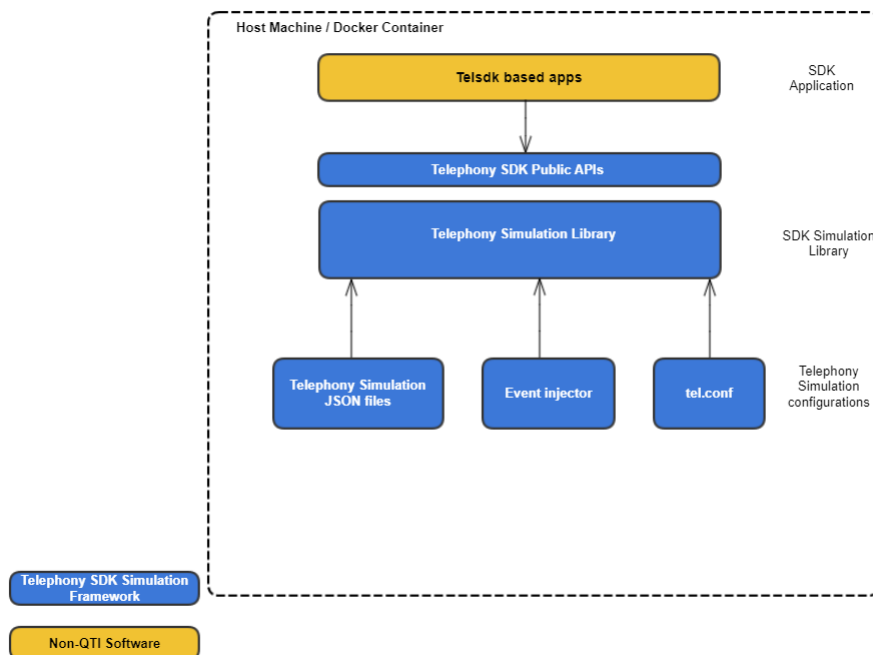 Host Machine / Docker Container
Telsdk based apps
SDK
Application
Telephony SDK Public APIs
Telephony Simulation Library
SDK Simulation
Library
Telephony Simulation
JSON files
Event injector
tel.conf
Telephony
Simulation
configurations
Telephony SDK Simulation
Framework
Non-QTI Software